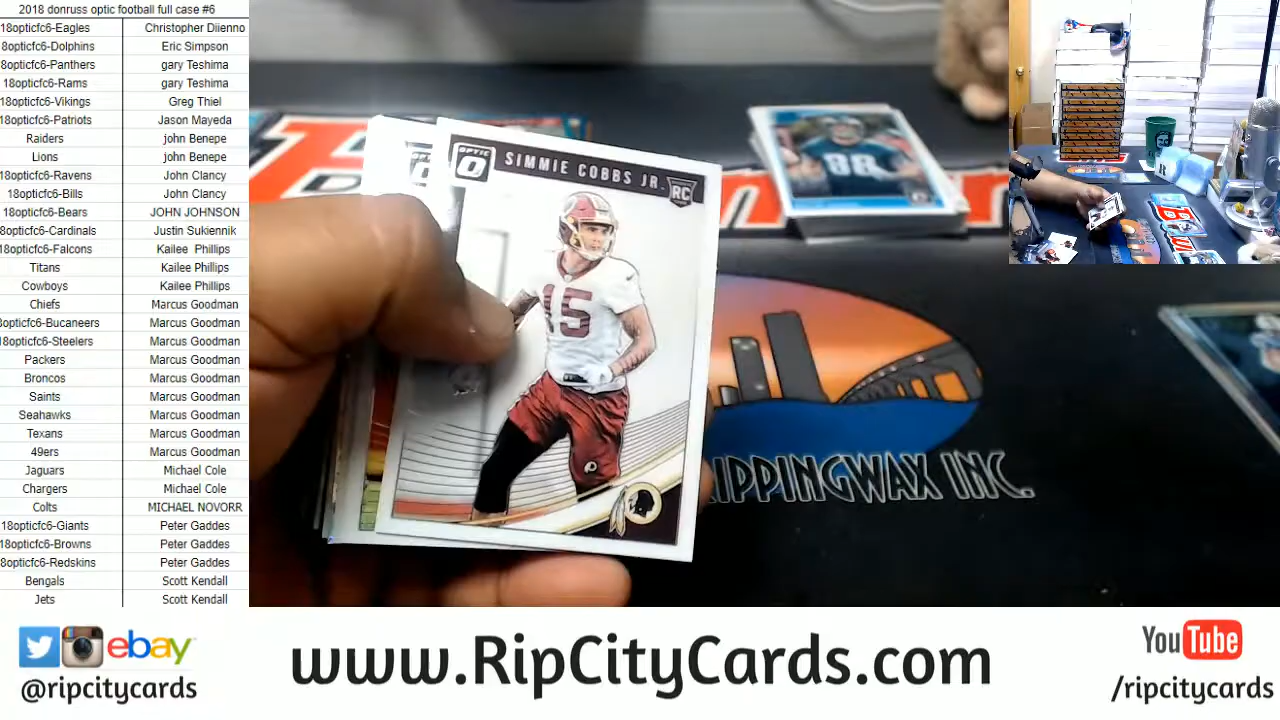 2018 donruss optic football full case #6
18opticfc6-Eagles Christopher Diienno
8opticfc6-Dolphins Eric Simpson
8opticfc6-Panthers gary Teshima
18opticfc6-Rams gary Teshima
18opticfc6-Vikings Greg Thiel
18opticfc6-Patriots Jason Mayeda
Raiders john Benepe
Lions john Benepe
18opticfc6-Ravens John Clancy
18opticfc6-Bills John Clancy
18opticfc6-Bears JOHN JOHNSON
8opticfc6-Cardinals Justin Sukiennik
18opticfc6-Falcons Kailee Phillips
Titans Kailee Phillips
Cowboys Kailee Phillips
Chiefs Marcus Goodman
opticfc6-Bucaneers Marcus Goodman
18opticfc6-Steelers Marcus Goodman
Packers Marcus Goodman
Broncos Marcus Goodman
Saints Marcus Goodman
Seahawks Marcus Goodman
Texans Marcus Goodman
49ers Marcus Goodman
Jaguars Michael Cole
Chargers Michael Cole
Colts MICHAEL NOVORR
18opticfc6-Giants Peter Gaddes
18opticfc6-Browns Peter Gaddes
8opticfc6-Redskins Peter Gaddes
Bengals Scott Kendall
Jets Scott Kendall
OPTIC
SIMMIE COBBS JR.
RC
15
88
RIPPINGWAX INC.
ebay
@ripcitycards
www.RipCityCards.com
YouTube
/ripcitycards